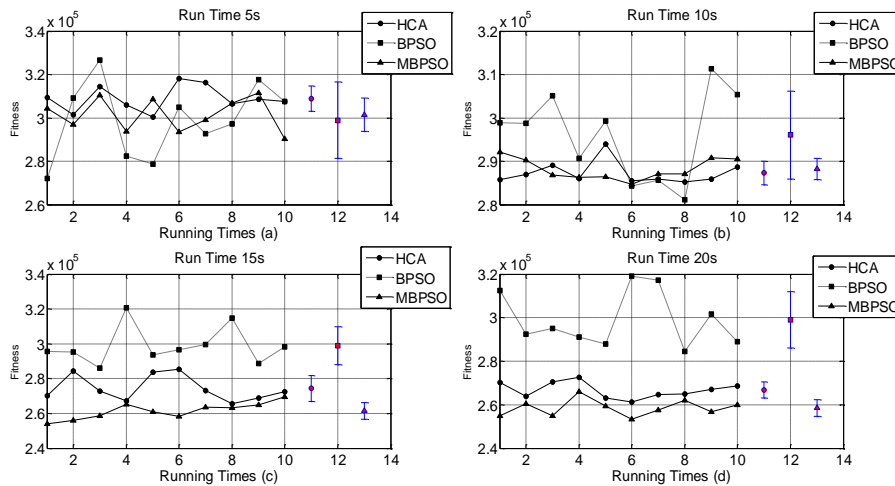 Run Time 5s
x 10^5
3.4
3.2
3
2.8
2.6
Fitness
2 4 6 8 10 12 14
Running Times (a)
HCA
BPSO
MBPSO
Run Time 10s
x 10^5
3.2
3.1
3
2.9
2.8
Fitness
2 4 6 8 10 12 14
Running Times (b)
HCA
BPSO
MBPSO
Run Time 15s
x 10^5
3.4
3.2
3
2.8
2.6
2.4
Fitness
2 4 6 8 10 12 14
Running Times (c)
HCA
BPSO
MBPSO
Run Time 20s
x 10^5
3.2
3
2.8
2.6
2.4
Fitness
2 4 6 8 10 12 14
Running Times (d)
HCA
BPSO
MBPSO